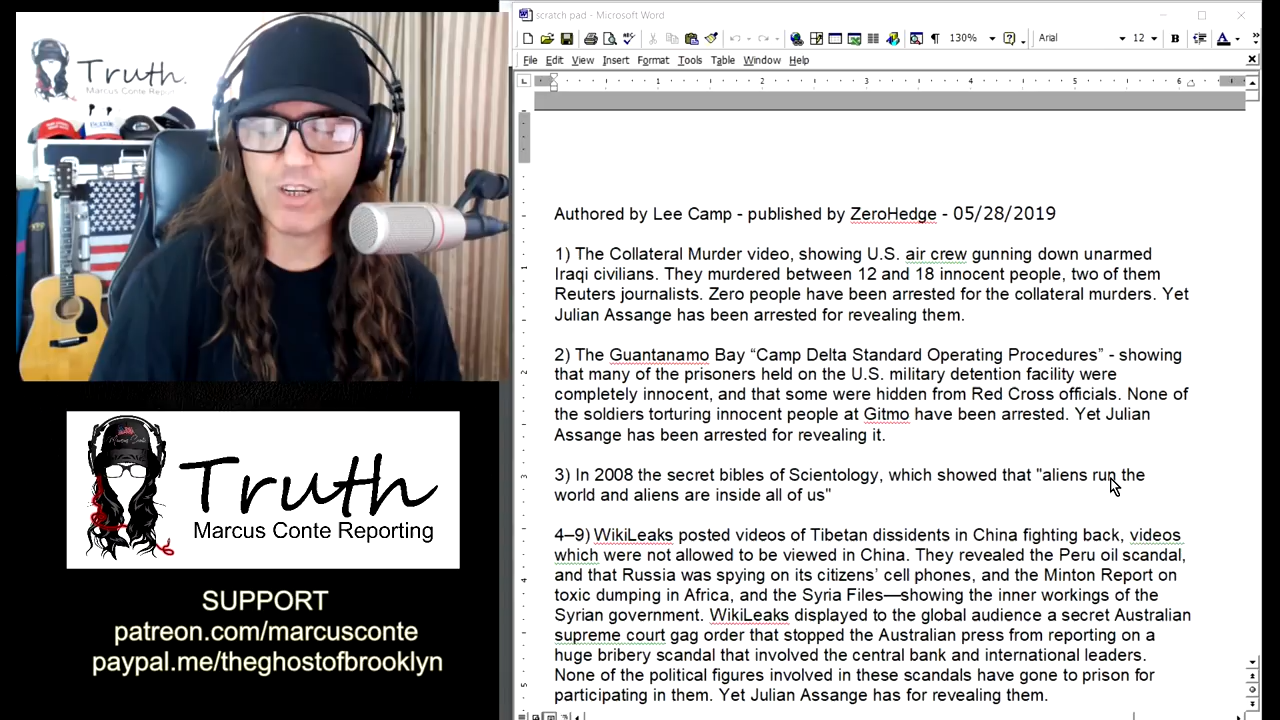 Truth.
Marcus Conte Report
Truth
Marcus Conte Reporting
SUPPORT
patreon.com/marcusconte
paypal.me/theghostofbrooklyn
scratch pad - Microsoft Word
130%
Arial
12
B
A
File Edit View Insert Format Tools Table Window Help
1 2 3 4 5 6
Authored by Lee Camp - published by ZeroHedge - 05/28/2019
1) The Collateral Murder video, showing U.S. air crew gunning down unarmed
Iraqi civilians. They murdered between 12 and 18 innocent people, two of them
Reuters journalists. Zero people have been arrested for the collateral murders. Yet
Julian Assange has been arrested for revealing them.
2) The Guantanamo Bay “Camp Delta Standard Operating Procedures” - showing
that many of the prisoners held on the U.S. military detention facility were
completely innocent, and that some were hidden from Red Cross officials. None of
the soldiers torturing innocent people at Gitmo have been arrested. Yet Julian
Assange has been arrested for revealing it.
3) In 2008 the secret bibles of Scientology, which showed that "aliens run the
world and aliens are inside all of us"
4–9) WikiLeaks posted videos of Tibetan dissidents in China fighting back, videos
which were not allowed to be viewed in China. They revealed the Peru oil scandal,
and that Russia was spying on its citizens’ cell phones, and the Minton Report on
toxic dumping in Africa, and the Syria Files—showing the inner workings of the
Syrian government. WikiLeaks displayed to the global audience a secret Australian
supreme court gag order that stopped the Australian press from reporting on a
huge bribery scandal that involved the central bank and international leaders.
None of the political figures involved in these scandals have gone to prison for
participating in them. Yet Julian Assange has for revealing them.